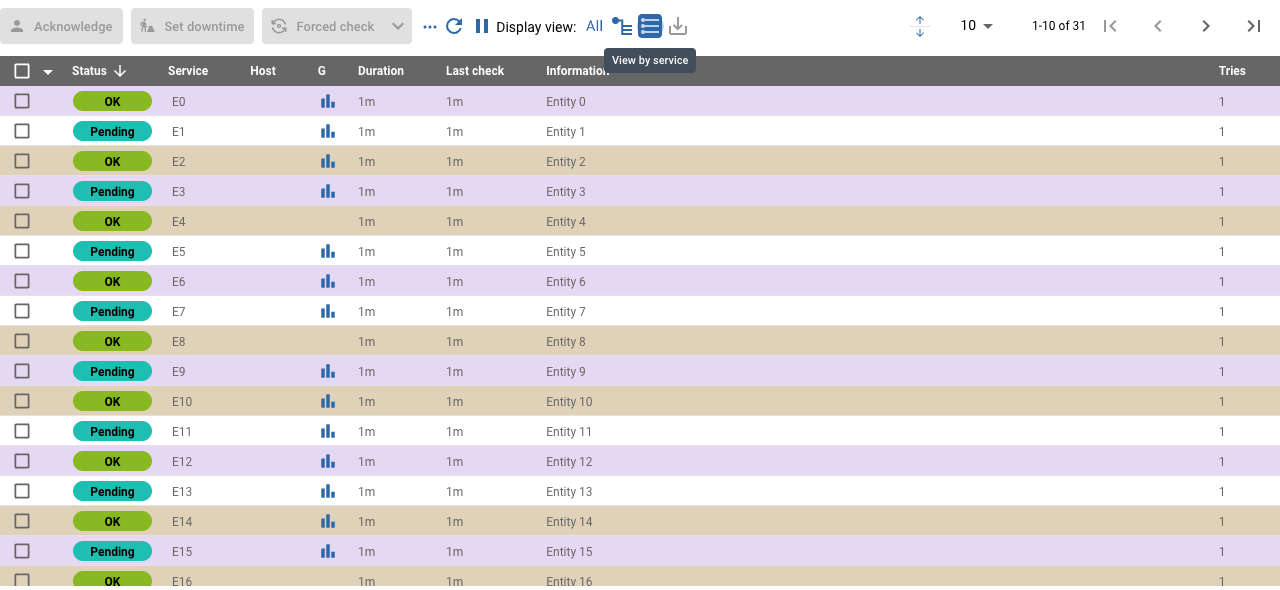 Acknowledge Set downtime Forced check Display view: All 10 1-10 of 31
View by service
Status Service Host G Duration Last check Information Tries
OK E0 1m 1m Entity 0 1
Pending E1 1m 1m Entity 1 1
OK E2 1m 1m Entity 2 1
Pending E3 1m 1m Entity 3 1
OK E4 1m 1m Entity 4 1
Pending E5 1m 1m Entity 5 1
OK E6 1m 1m Entity 6 1
Pending E7 1m 1m Entity 7 1
OK E8 1m 1m Entity 8 1
Pending E9 1m 1m Entity 9 1
OK E10 1m 1m Entity 10 1
Pending E11 1m 1m Entity 11 1
OK E12 1m 1m Entity 12 1
Pending E13 1m 1m Entity 13 1
OK E14 1m 1m Entity 14 1
Pending E15 1m 1m Entity 15 1
OK E16 1m 1m Entity 16 1